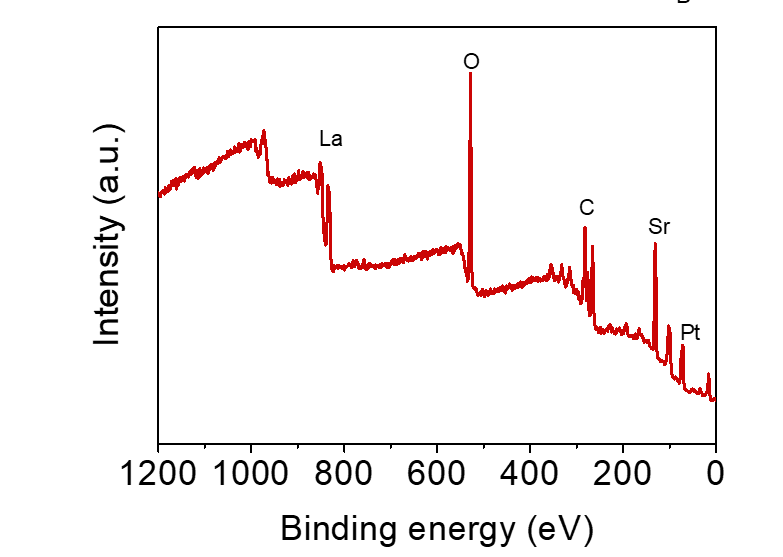 O
La
C
Sr
Pt
Intensity (a.u.)
1200 1000 800 600 400 200 0
Binding energy (eV)